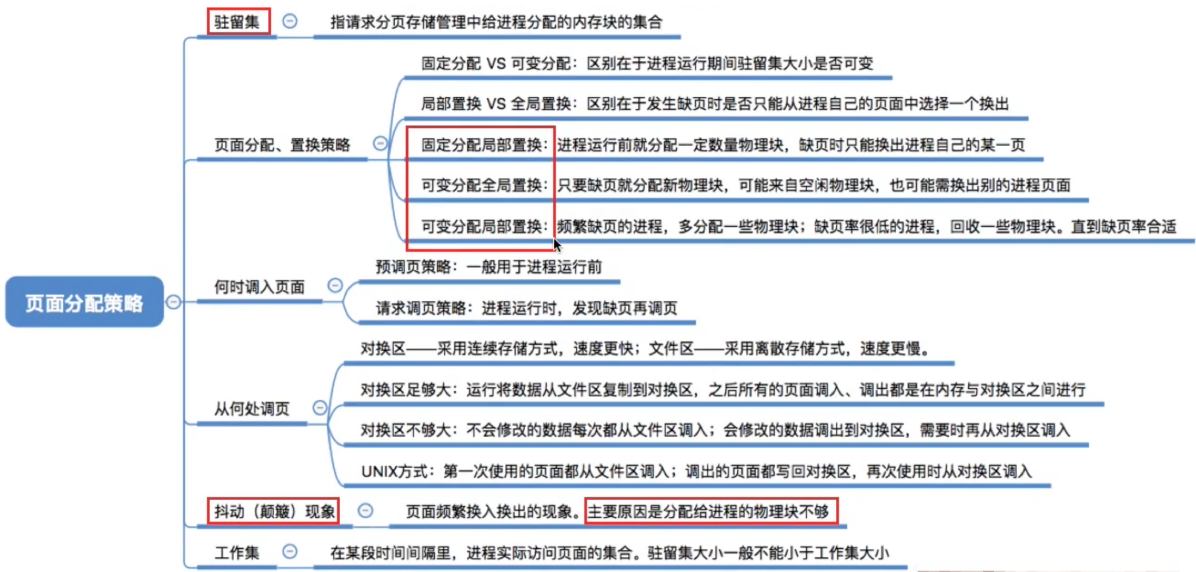 驻留集
指请求分页存储管理中给进程分配的内存块的集合
固定分配 VS 可变分配：区别在于进程运行期间驻留集大小是否可变
局部置换 VS 全局置换：区别在于发生缺页时是否只能从进程自己的页面中选择一个换出
页面分配、置换策略
固定分配局部置换：进程运行前就分配一定数量物理块，缺页时只能换出进程自己的某一页
可变分配全局置换：只要缺页就分配新物理块，可能来自空闲物理块，也可能需换出别的进程页面
可变分配局部置换：频繁缺页的进程，多分配一些物理块；缺页率很低的进程，回收一些物理块。直到缺页率合适
页面分配策略
何时调入页面
预调页策略：一般用于进程运行前
请求调页策略：进程运行时，发现缺页再调页
从何处调页
对换区——采用连续存储方式，速度更快；文件区——采用离散存储方式，速度更慢。
对换区足够大：运行将数据从文件区复制到对换区，之后所有的页面调入、调出都是在内存与对换区之间进行
对换区不够大：不会修改的数据每次都从文件区调入；会修改的数据调出到对换区，需要时再从对换区调入
UNIX方式：第一次使用的页面都从文件区调入；调出的页面都写回对换区，再次使用时从对换区调入
抖动（颠簸）现象
页面频繁换入换出的现象。主要原因是分配给进程的物理块不够
工作集
在某段时间间隔里，进程实际访问页面的集合。驻留集大小一般不能小于工作集大小